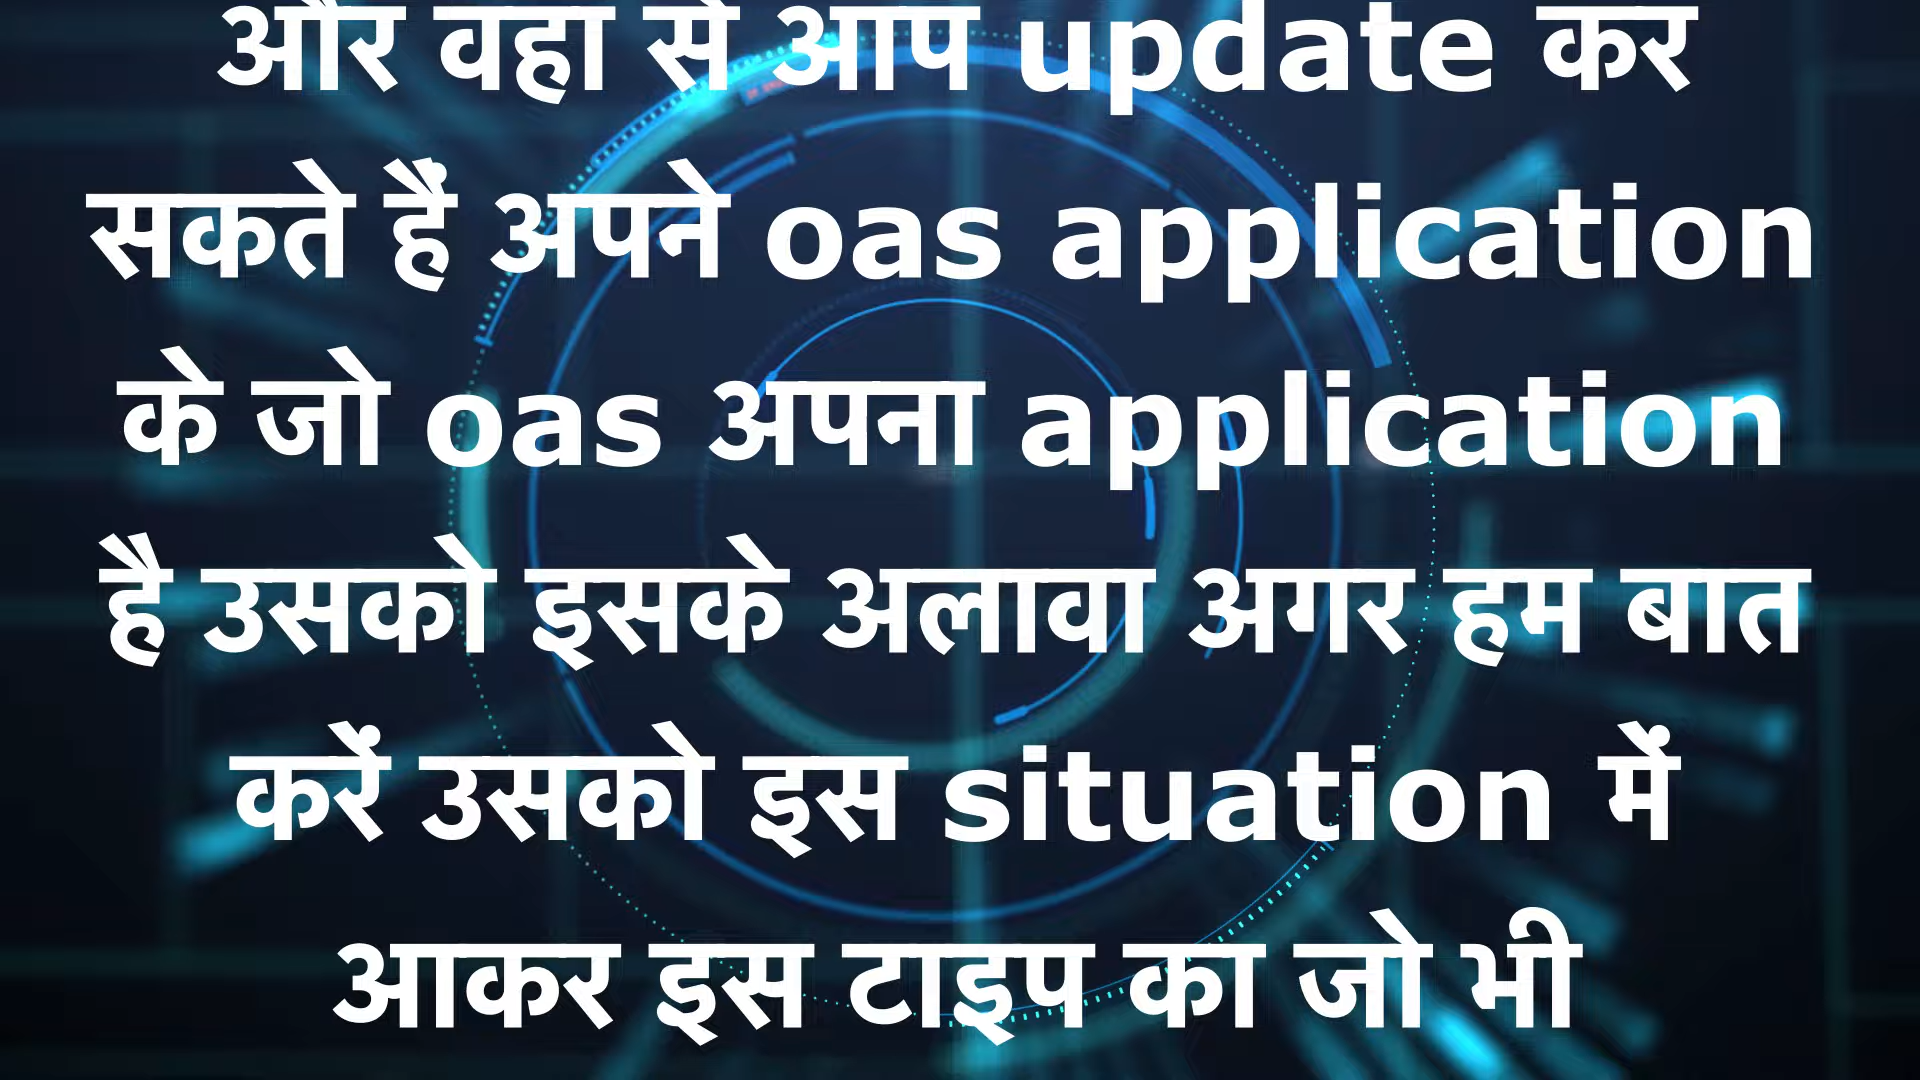 और वहा से आप update कर
सकते हैं अपने oas application
के जो oas अपना application
है उसको इसके अलावा अगर हम बात
करें उसको इस situation में
आकर इस टाइप का जो भी